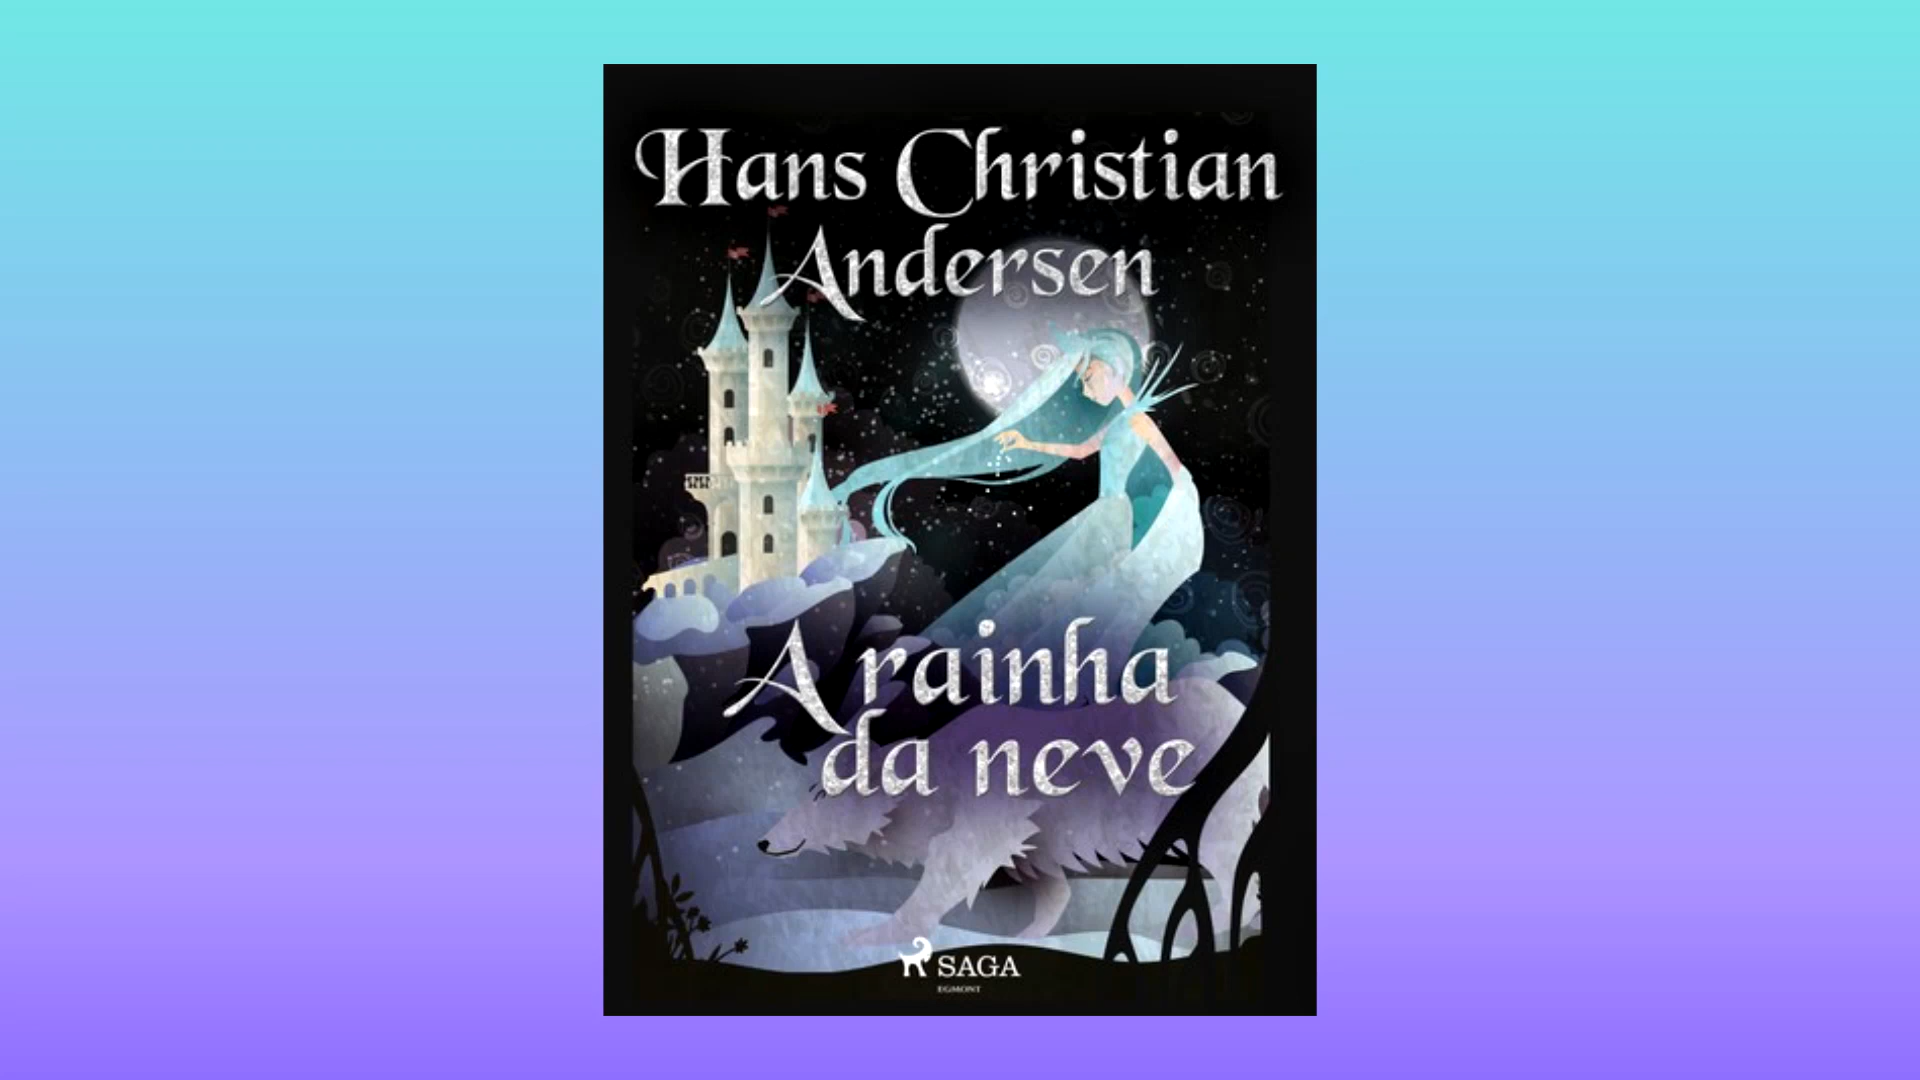 Hans Christian
Andersen
A rainha
da neve
SAGA
EGMONT